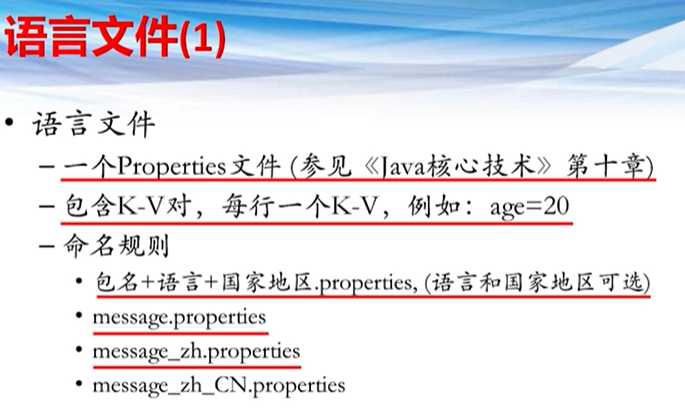 语言文件(1)
• 语言文件
– 一个Properties文件 (参见《Java核心技术》第十章)
– 包含K-V对，每行一个K-V，例如：age=20
– 命名规则
• 包名+语言+国家地区.properties, (语言和国家地区可选)
• message.properties
• message_zh.properties
• message_zh_CN.properties